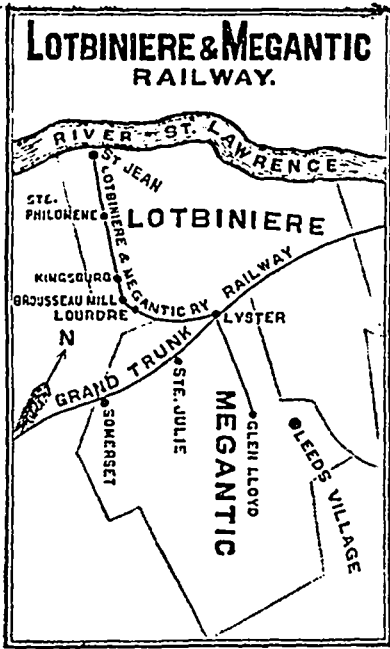 LOTBINIERE & MEGANTIC
RAILWAY.
RIVER ST. LAWRENCE
ST JEAN
STE.
PHILOMENE
LOTBINIERE & MEGANTIC RY
LOTBINIERE
KINGSBURG
BROUSSEAU MILL
LOURDRE
LYSTER
N
GRAND TRUNK RAILWAY
STE. JULIE
SOMERSET
MEGANTIC
GLEN LLOYD
LEEDS VILLAGE